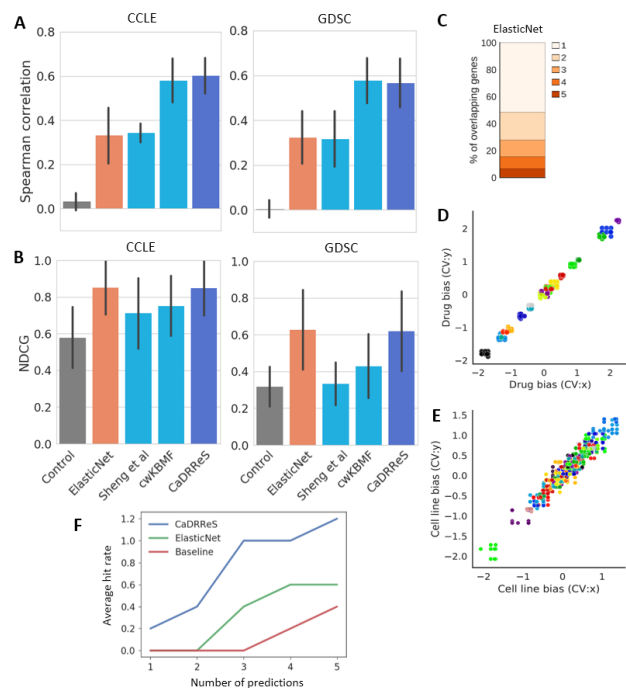 A
CCLE
GDSC
C
ElasticNet
Spearman correlation
0.8
0.6
0.4
0.2
0.0
0.8
0.6
0.4
0.2
0.0
% of overlapping genes
100
80
60
40
20
0
1
2
3
4
5
B
CCLE
GDSC
NDCG
1.0
0.8
0.6
0.4
0.2
0.0
1.0
0.8
0.6
0.4
0.2
0.0
Control
ElasticNet
Sheng et al
cwKBMF
CaDRReS
Control
ElasticNet
Sheng et al
cwKBMF
CaDRReS
D
Drug bias (CV:y)
2
1
0
−1
−2
−2 −1 0 1 2
Drug bias (CV:x)
E
Cell line bias (CV:y)
1.5
1.0
0.5
0.0
−0.5
−1.0
−1.5
−2.0
−2 −1 0 1
Cell line bias (CV:x)
F
Average hit rate
1.2
1.0
0.8
0.6
0.4
0.2
0.0
CaDRReS
ElasticNet
Baseline
1 2 3 4 5
Number of predictions